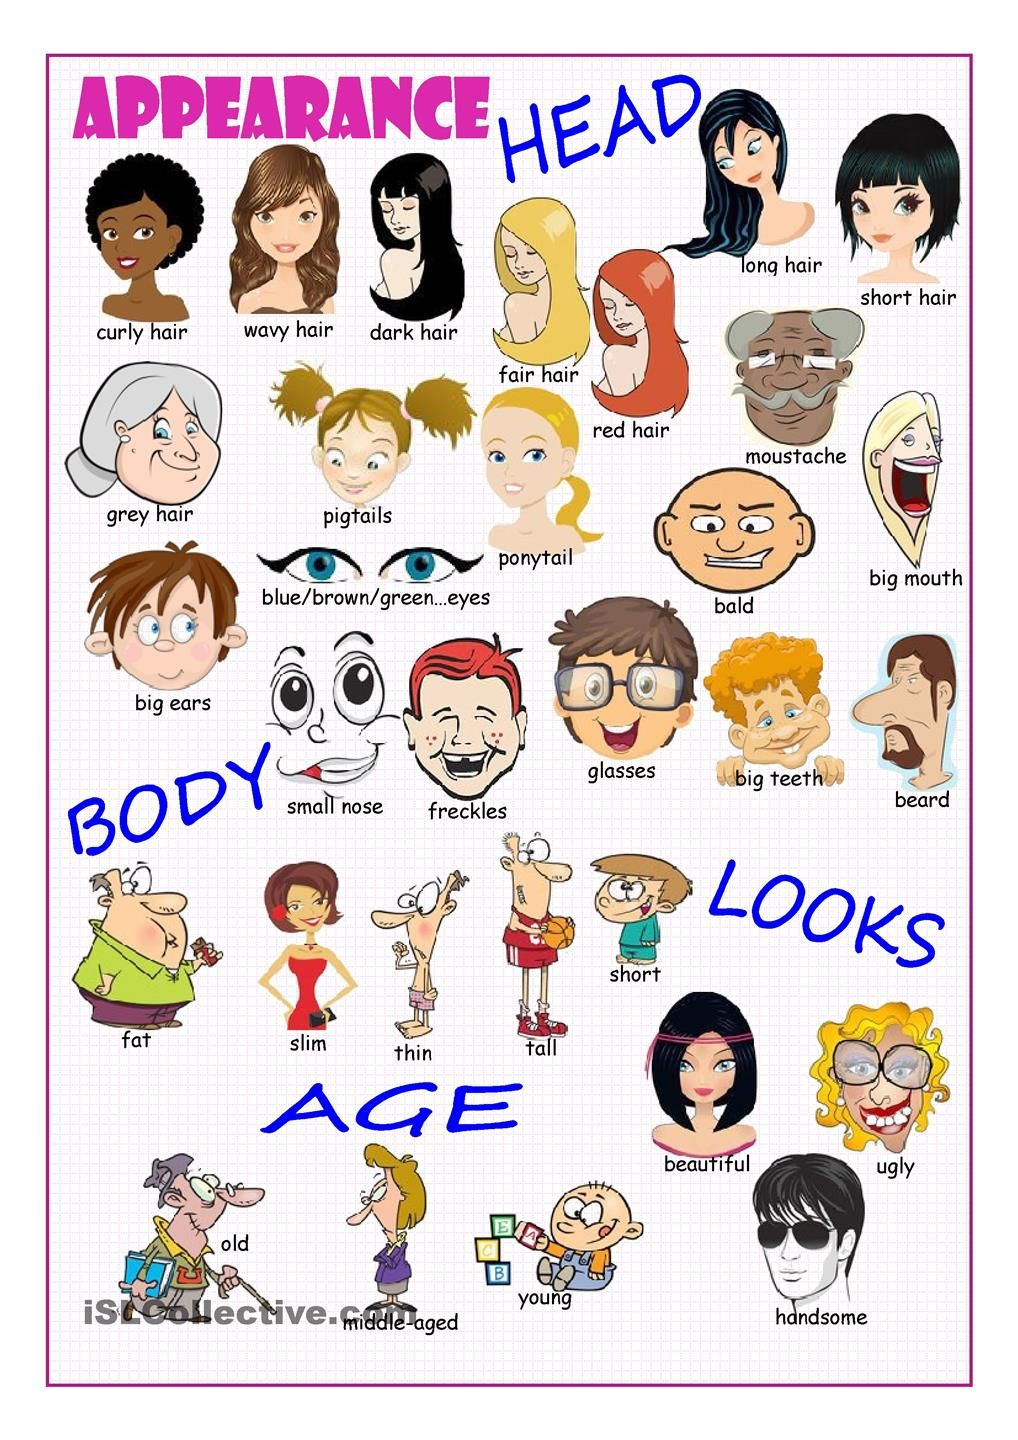 APPEARANCE
HEAD
curly hair
wavy hair
dark hair
fair hair
red hair
long hair
short hair
grey hair
pigtails
ponytail
moustache
big mouth
blue/brown/green...eyes
bald
big ears
small nose
freckles
glasses
big teeth
beard
BODY
fat
slim
thin
tall
short
LOOKS
beautiful
ugly
handsome
AGE
old
middle-aged
young
E
A
C
B
iSLCollective.com